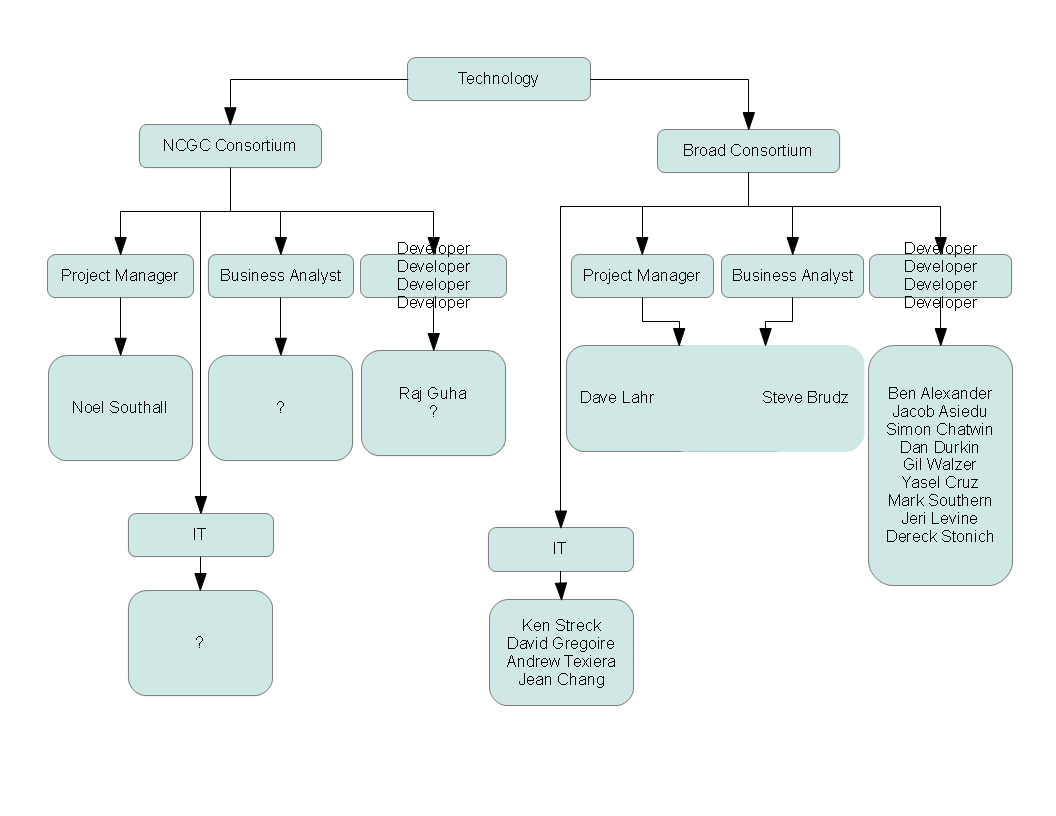 Technology
NCGC Consortium
Broad Consortium
Project Manager
Business Analyst
Developer
Developer
Developer
Developer
Project Manager
Business Analyst
Developer
Developer
Developer
Developer
Noel Southall
?
Raj Guha
?
Dave Lahr
Steve Brudz
Ben Alexander
Jacob Asiedu
Simon Chatwin
Dan Durkin
Gil Walzer
Yasel Cruz
Mark Southern
Jeri Levine
Dereck Stonich
IT
?
IT
Ken Streck
David Gregoire
Andrew Texiera
Jean Chang